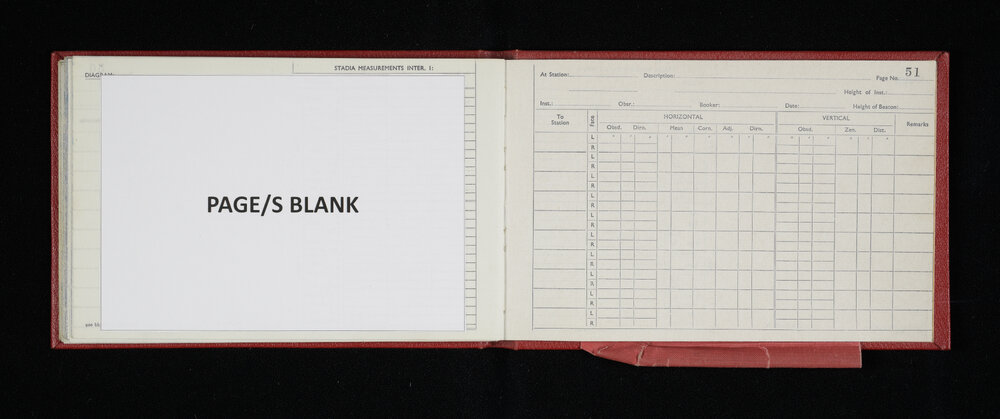 STADIA MEASUREMENTS INTER. 1:
DIAGRAM:
PAGE/S BLANK
At Station: Description: Page No. 51
Height of Inst.:
Inst.: Obsr.: Booker: Date: Height of Beacon:
To Station Face HORIZONTAL VERTICAL Remarks
Obsd. Dirn. Mean Corn. Adj. Dirn. Obsd. Zen. Dist.
L ° ' " ' " ° ' " ° ' "
R
L
R
L
R
L
R
L
R
L
R
L
R
L
R
L
R
L
R